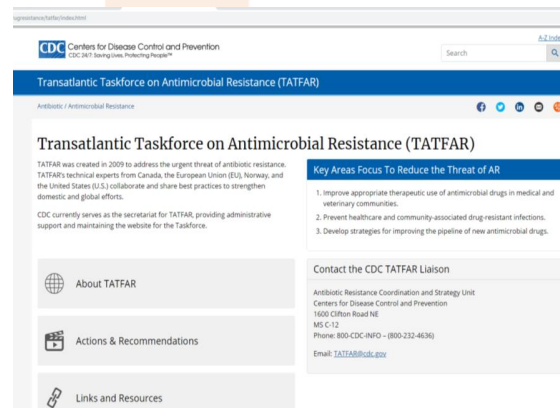 ugresistance/tatfar/index.html
CDC
Centers for Disease Control and Prevention
CDC 24/7: Saving Lives, Protecting People™
A-Z Index
Search
Transatlantic Taskforce on Antimicrobial Resistance (TATFAR)
Antibiotic / Antimicrobial Resistance
Transatlantic Taskforce on Antimicrobial Resistance (TATFAR)
TATFAR was created in 2009 to address the urgent threat of antibiotic resistance.
TATFAR's technical experts from Canada, the European Union (EU), Norway, and
the United States (U.S.) collaborate and share best practices to strengthen
domestic and global efforts.
CDC currently serves as the secretariat for TATFAR, providing administrative
support and maintaining the website for the Taskforce.
About TATFAR
Actions & Recommendations
Links and Resources
Key Areas Focus To Reduce the Threat of AR
1. Improve appropriate therapeutic use of antimicrobial drugs in medical and
veterinary communities.
2. Prevent healthcare and community-associated drug-resistant infections.
3. Develop strategies for improving the pipeline of new antimicrobial drugs.
Contact the CDC TATFAR Liaison
Antibiotic Resistance Coordination and Strategy Unit
Centers for Disease Control and Prevention
1600 Clifton Road NE
MS C-12
Phone: 800-CDC-INFO – (800-232-4636)
Email: TATFAR@cdc.gov